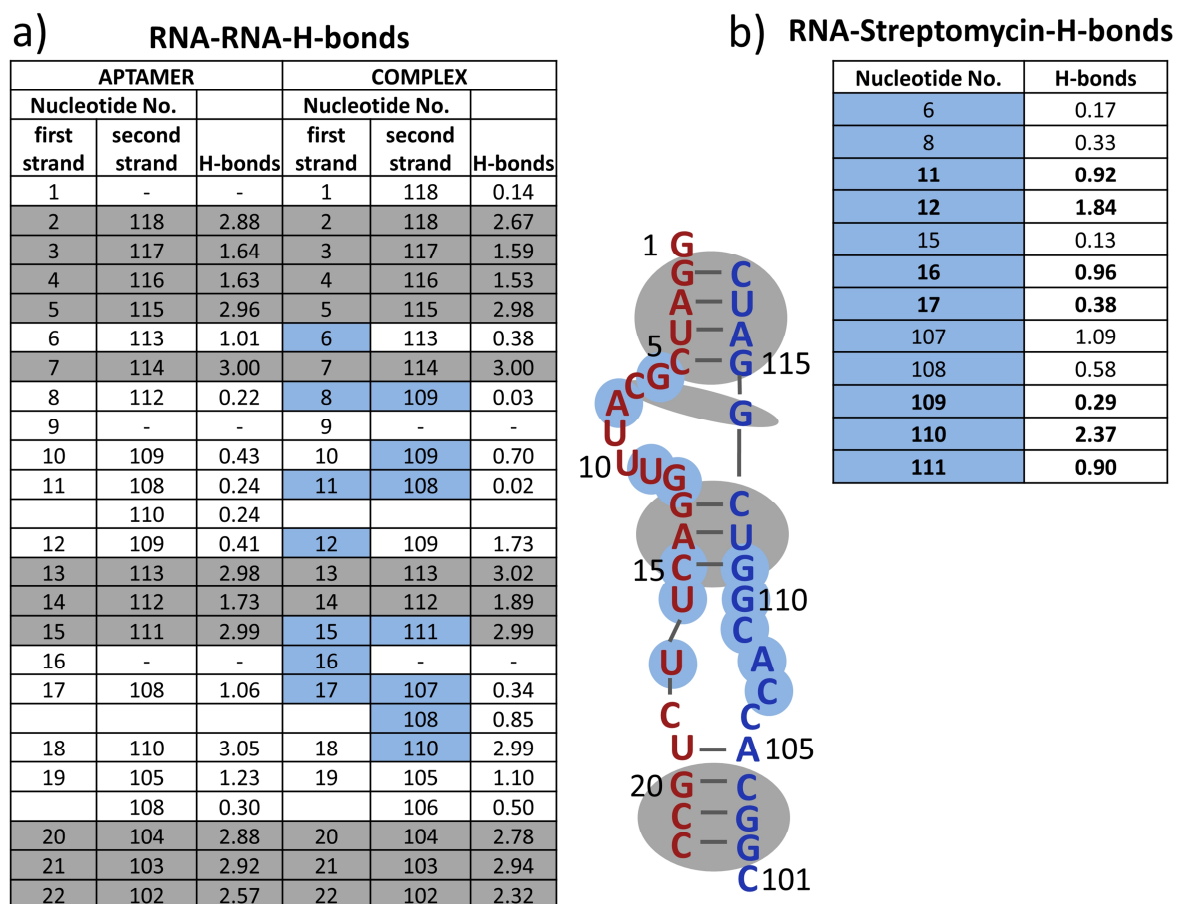 a) RNA-RNA-H-bonds
APTAMER COMPLEX
Nucleotide No. Nucleotide No.
first strand second strand H-bonds first strand second strand H-bonds
1 - - 1 118 0.14
2 118 2.88 2 118 2.67
3 117 1.64 3 117 1.59
4 116 1.63 4 116 1.53
5 115 2.96 5 115 2.98
6 113 1.01 6 113 0.38
7 114 3.00 7 114 3.00
8 112 0.22 8 109 0.03
9 - - 9 - -
10 109 0.43 10 109 0.70
11 108 0.24 11 108 0.02
110 0.24
12 109 0.41 12 109 1.73
13 113 2.98 13 113 3.02
14 112 1.73 14 112 1.89
15 111 2.99 15 111 2.99
16 - - 16 - -
17 108 1.06 17 107 0.34
108 0.85
18 110 3.05 18 110 2.99
19 105 1.23 19 105 1.10
108 0.30 106 0.50
20 104 2.88 20 104 2.78
21 103 2.92 21 103 2.94
22 102 2.57 22 102 2.32
b) RNA-Streptomycin-H-bonds
Nucleotide No. H-bonds
6 0.17
8 0.33
11 0.92
12 1.84
15 0.13
16 0.96
17 0.38
107 1.09
108 0.58
109 0.29
110 2.37
111 0.90
1 G
G C
A U
U A
5 C G 115
G
C
A G
U
10 U
U
G
G C
A U
15 C G
U G 110
C
U A
C
C C
U A 105
20 G C
C G
C G
C 101